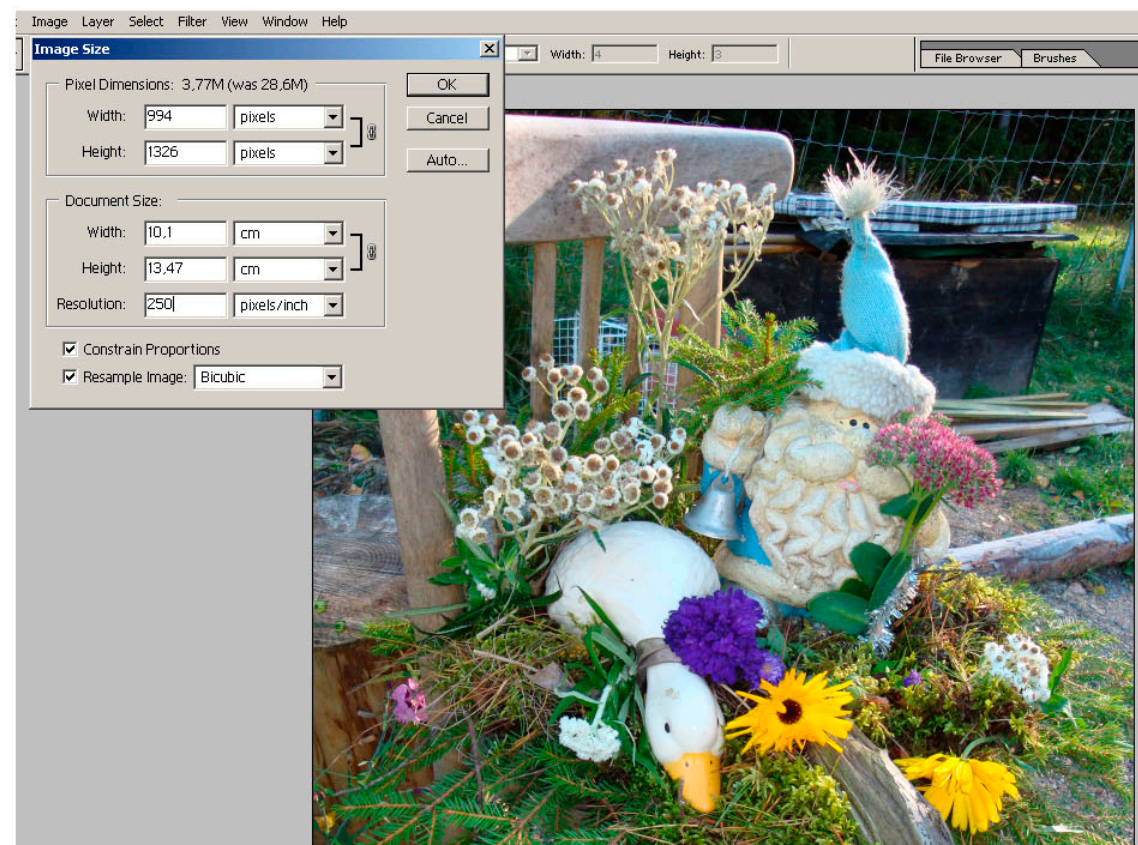 Image Layer Select Filter View Window Help
Image Size
Width: 4 Height: 3
File Browser Brushes
Pixel Dimensions: 3,77M (was 28,6M)
Width: 994 pixels
Height: 1326 pixels
Document Size:
Width: 10,1 cm
Height: 13,47 cm
Resolution: 250 pixels/inch
Constrain Proportions
Resample Image: Bicubic
OK
Cancel
Auto...